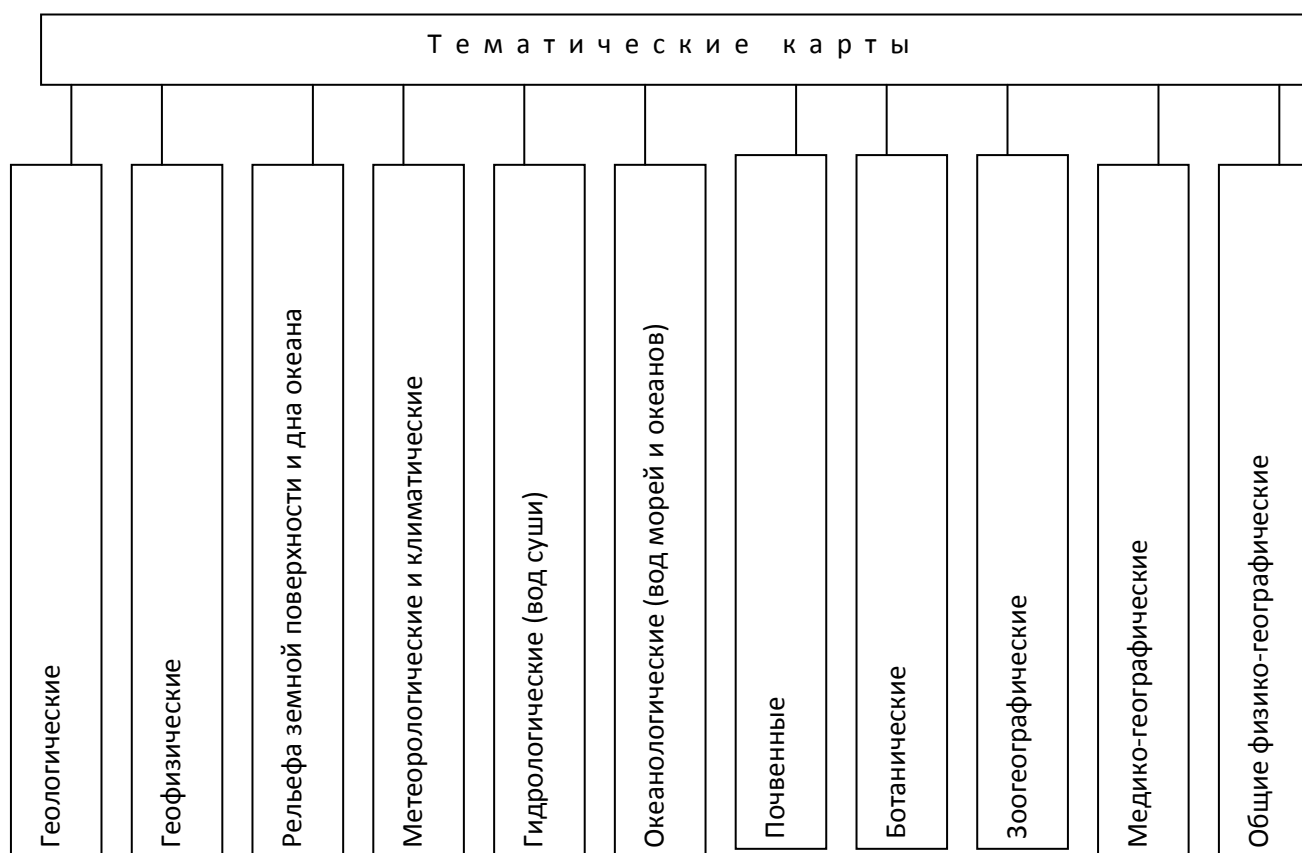 Тематические карты
Геологические
Геофизические
Рельефа земной поверхности и дна океана
Метеорологические и климатические
Гидрологические (вод суши)
Океанологические (вод морей и океанов)
Почвенные
Ботанические
Зоогеографические
Медико-географические
Общие физико-географические